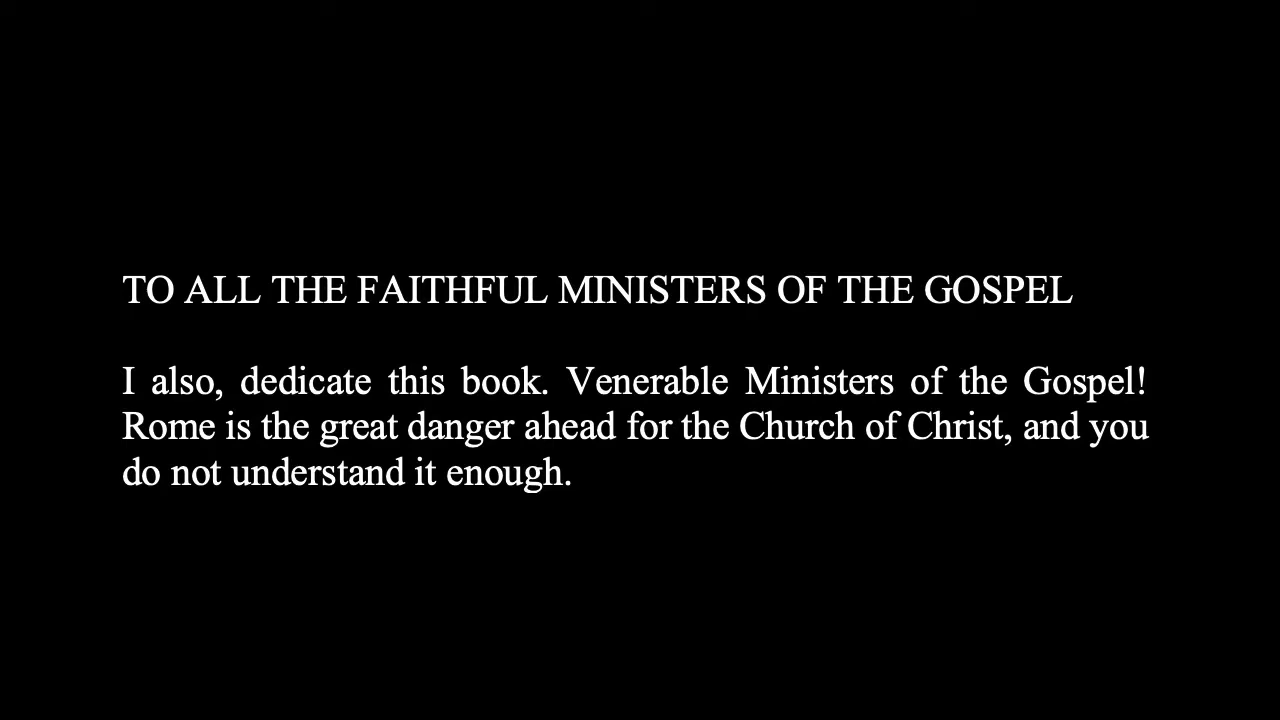 TO ALL THE FAITHFUL MINISTERS OF THE GOSPEL
I also, dedicate this book. Venerable Ministers of the Gospel!
Rome is the great danger ahead for the Church of Christ, and you
do not understand it enough.